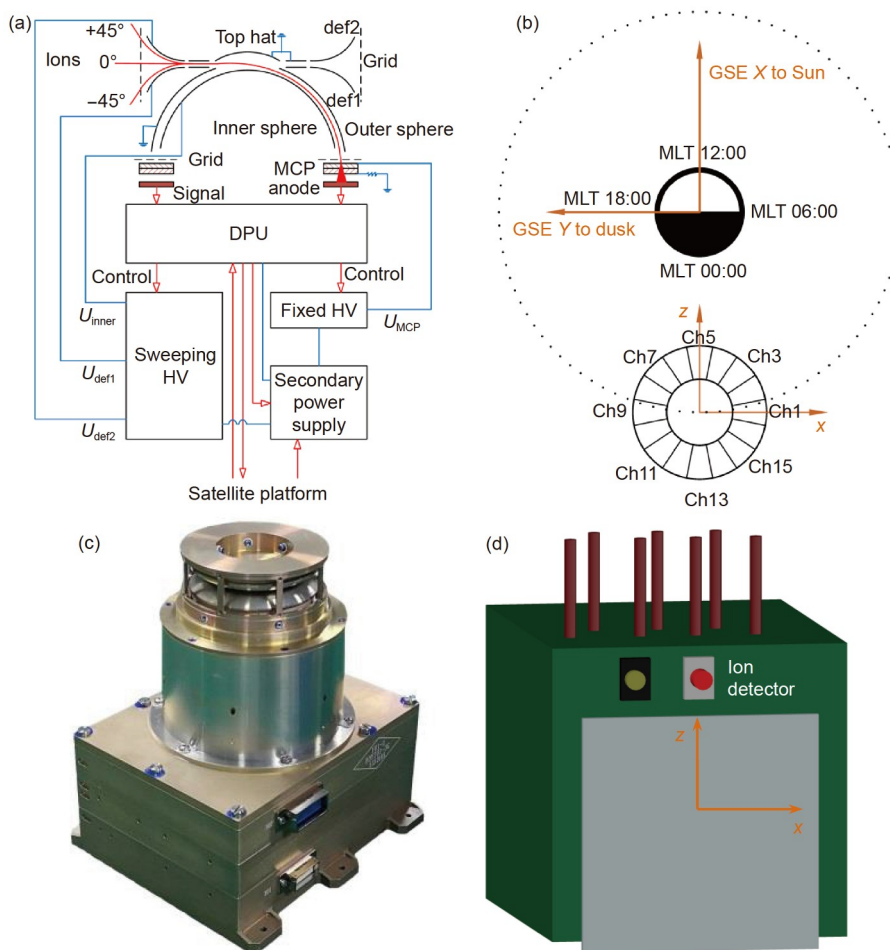 (a)
+45°
Ions 0°
−45°
Top hat
def2
Grid
def1
Inner sphere
Outer sphere
Grid
MCP
anode
Signal
DPU
Control
Control
Fixed HV
U_inner
U_MCP
Sweeping
HV
U_def1
Secondary
power
supply
U_def2
Satellite platform
(b)
GSE X to Sun
MLT 12:00
MLT 18:00
MLT 06:00
GSE Y to dusk
MLT 00:00
z
Ch5
Ch7
Ch3
Ch9
Ch1
x
Ch11
Ch15
Ch13
(c)
(d)
Ion
detector
z
x